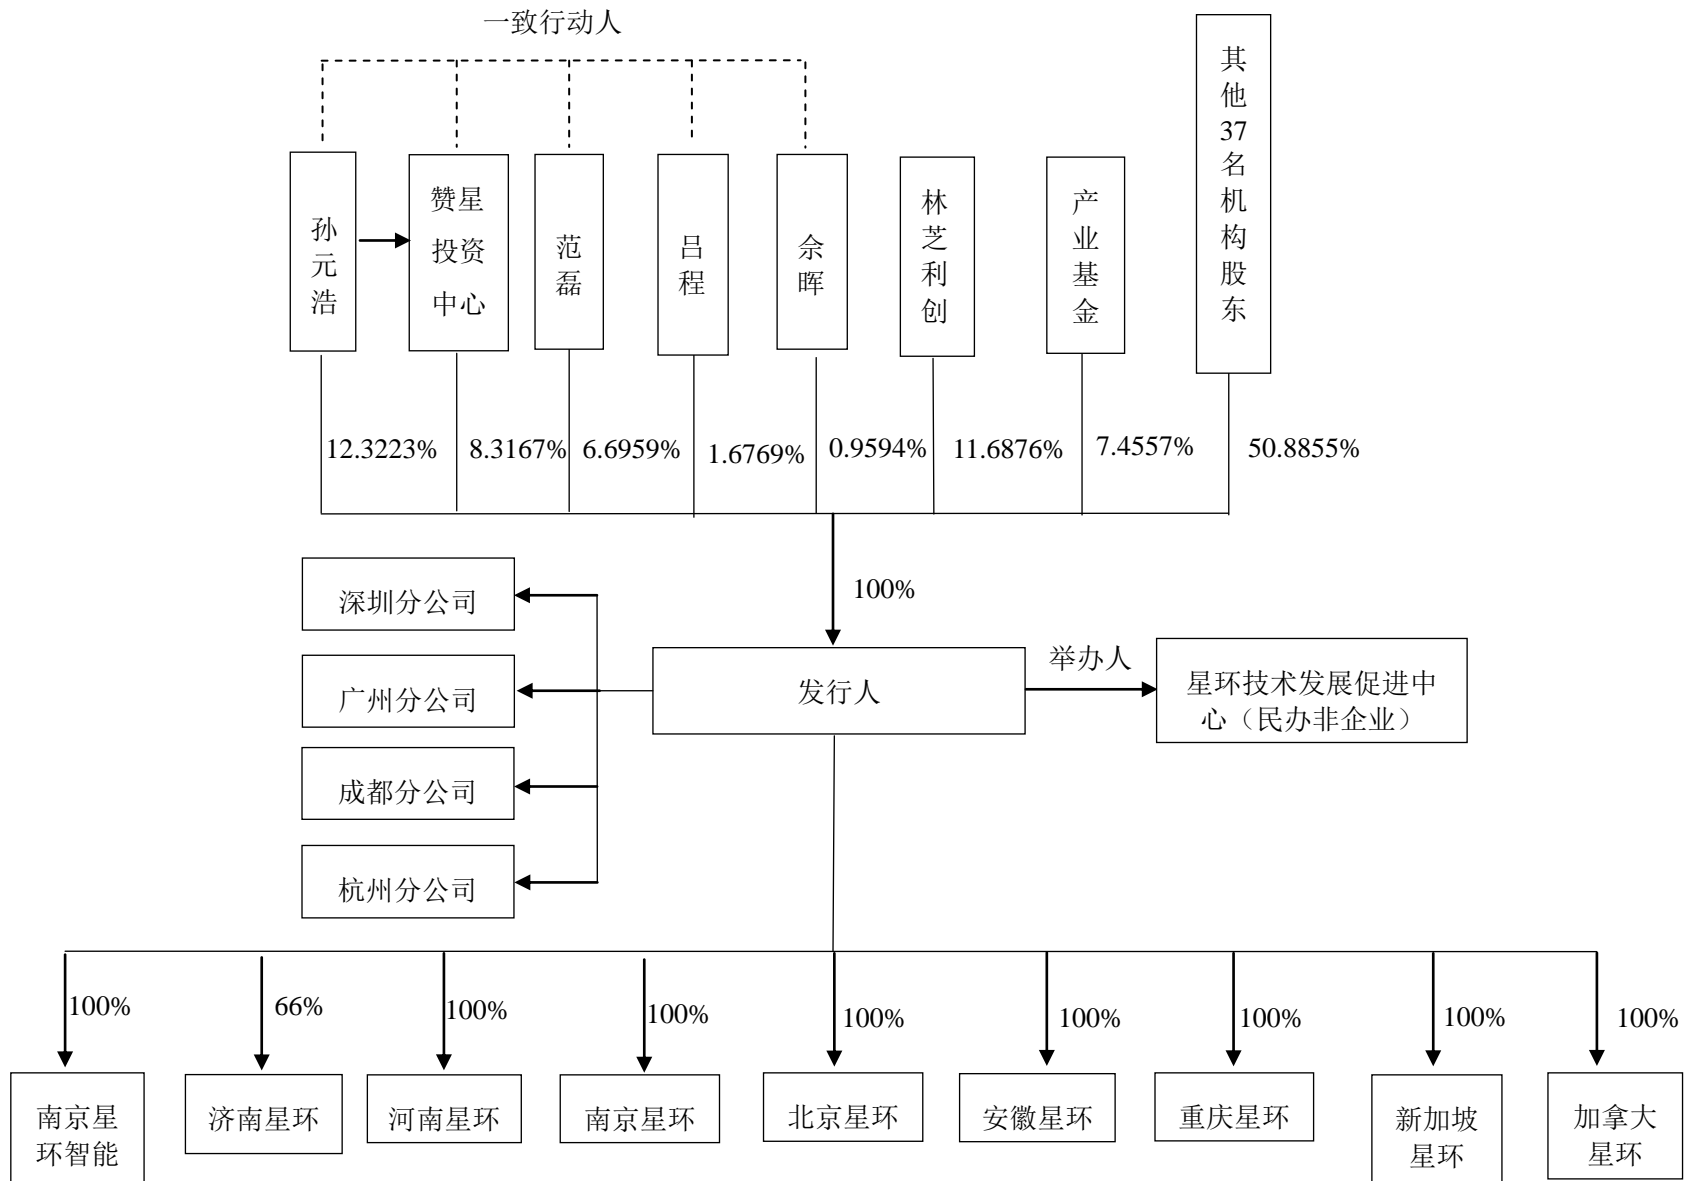 一致行动人
孙元浩
赞星
投资
中心
范磊
吕程
佘晖
林芝利创
产业基金
其他37名机构股东
12.3223%
8.3167%
6.6959%
1.6769%
0.9594%
11.6876%
7.4557%
50.8855%
100%
深圳分公司
广州分公司
成都分公司
杭州分公司
发行人
举办人
星环技术发展促进中
心（民办非企业）
100%
66%
100%
100%
100%
100%
100%
100%
100%
南京星
环智能
济南星环
河南星环
南京星环
北京星环
安徽星环
重庆星环
新加坡
星环
加拿大
星环